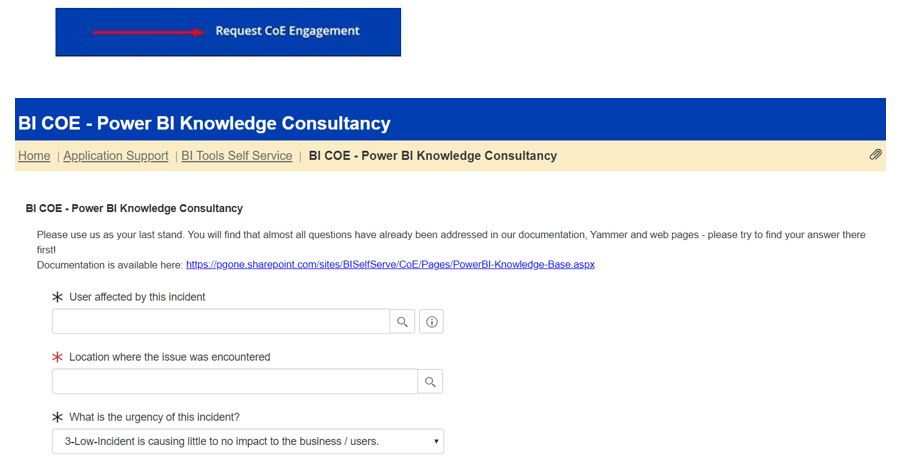 Request CoE Engagement
BI COE - Power BI Knowledge Consultancy
Home | Application Support | BI Tools Self Service | BI COE - Power BI Knowledge Consultancy
BI COE - Power BI Knowledge Consultancy
Please use us as your last stand. You will find that almost all questions have already been addressed in our documentation, Yammer and web pages - please try to find your answer there
first!
Documentation is available here: https://pgone.sharepoint.com/sites/BISelfServe/CoE/Pages/PowerBI-Knowledge-Base.aspx
* User affected by this incident
* Location where the issue was encountered
* What is the urgency of this incident?
3-Low-Incident is causing little to no impact to the business / users.